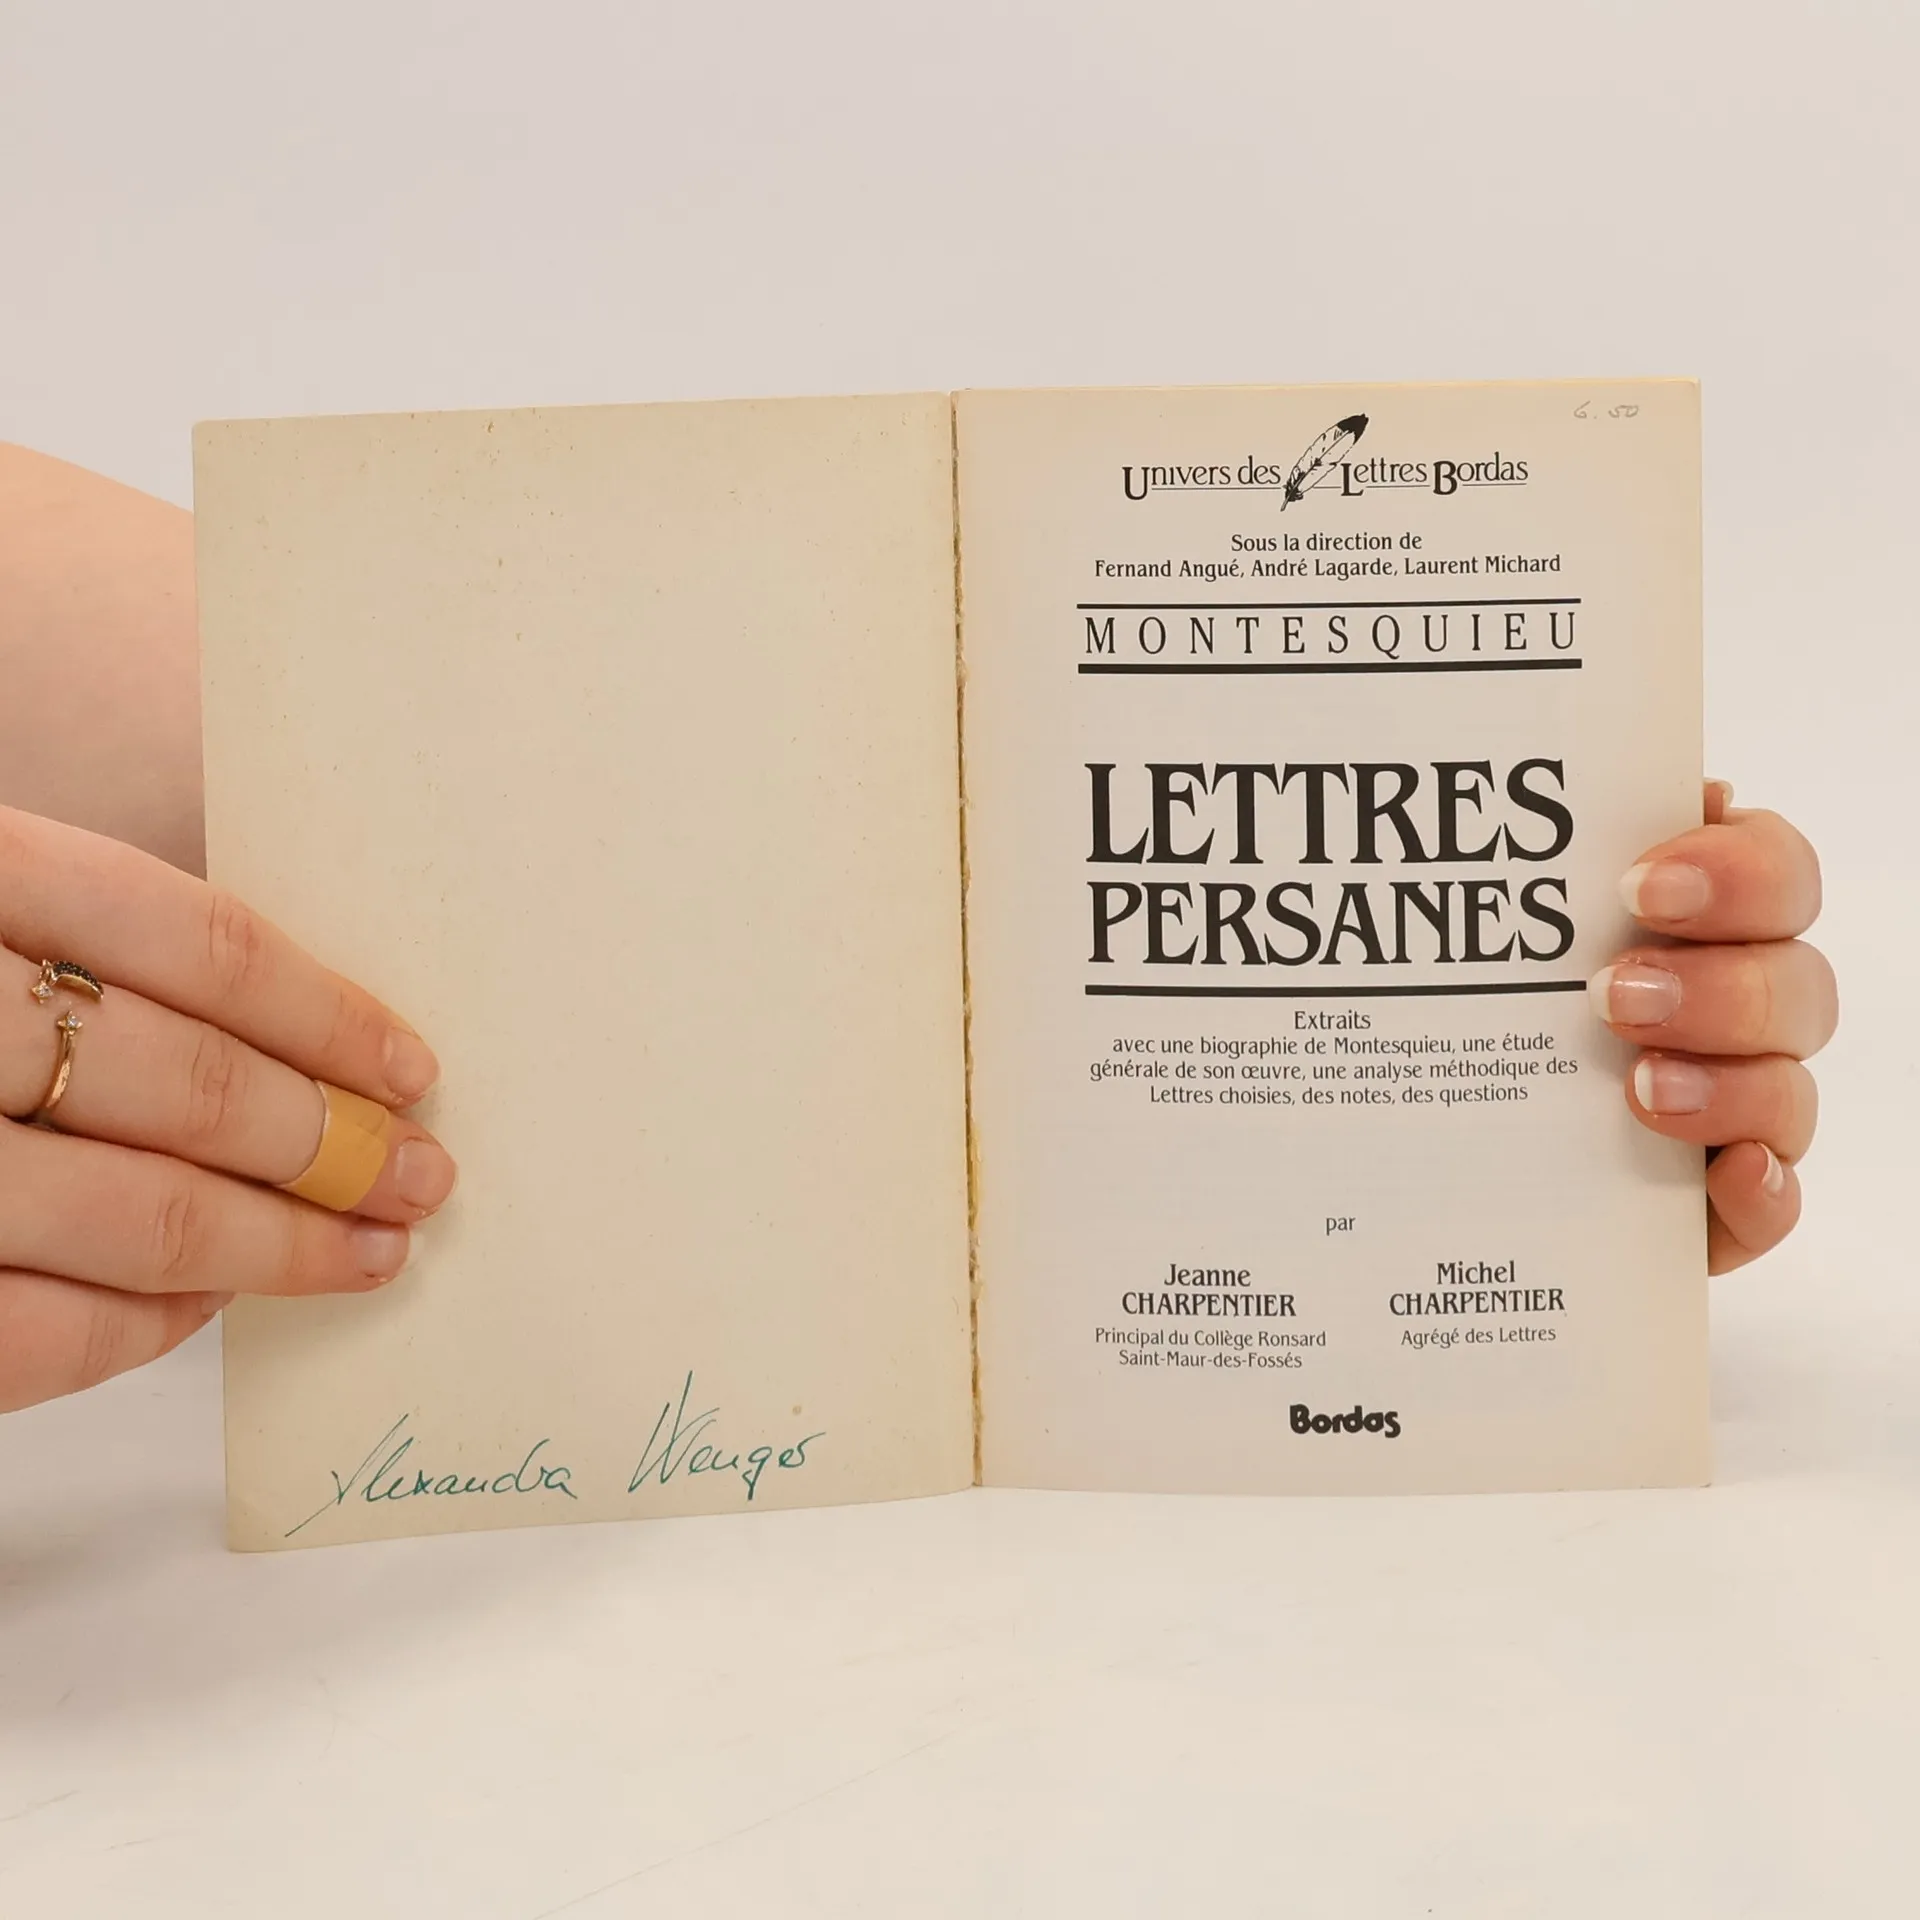 Alexandra Wenger
6.50
Univers des Lettres Bordas
Sous la direction de
Fernand Angué, André Lagarde, Laurent Michard
MONTESQUIEU
LETTRES
PERSANES
Extraits
avec une biographie de Montesquieu, une étude
générale de son œuvre, une analyse méthodique des
Lettres choisies, des notes, des questions
par
Jeanne
CHARPENTIER
Principal du Collège Ronsard
Saint-Maur-des-Fossés
Michel
CHARPENTIER
Agrégé des Lettres
Bordas